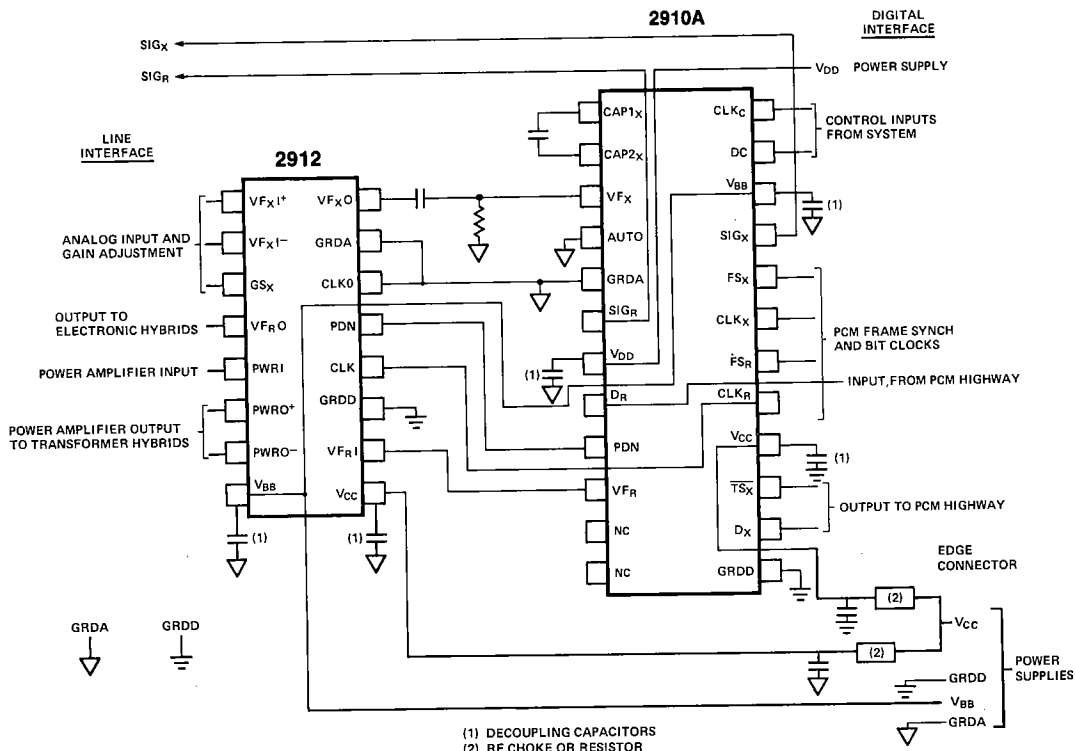 2910A
DIGITAL
INTERFACE
SIGX
SIGR
VDD POWER SUPPLY
LINE
INTERFACE
2912
ANALOG INPUT AND
GAIN ADJUSTMENT
OUTPUT TO
ELECTRONIC HYBRIDS
POWER AMPLIFIER INPUT
POWER AMPLIFIER OUTPUT
TO TRANSFORMER HYBRIDS
VFXI+
VFXI−
GSX
VFRO
PWRI
PWRO+
PWRO−
VBB
(1)
VFXO
GRDA
CLK0
PDN
CLK
GRDD
VFRI
VCC
(1)
CAP1X
CAP2X
VFX
AUTO
GRDA
SIGR
VDD
(1)
DR
PDN
VFR
NC
NC
CLKC
DC
VBB
(1)
SIGX
FSX
CLKX
FSR
CLKR
VCC
(1)
TSX
DX
GRDD
CONTROL INPUTS
FROM SYSTEM
PCM FRAME SYNCH
AND BIT CLOCKS
INPUT, FROM PCM HIGHWAY
OUTPUT TO PCM HIGHWAY
EDGE
CONNECTOR
(2)
VCC
(2)
GRDD
VBB
GRDA
POWER
SUPPLIES
GRDA
GRDD
(1) DECOUPLING CAPACITORS
(2) RF CHOKE OR RESISTOR